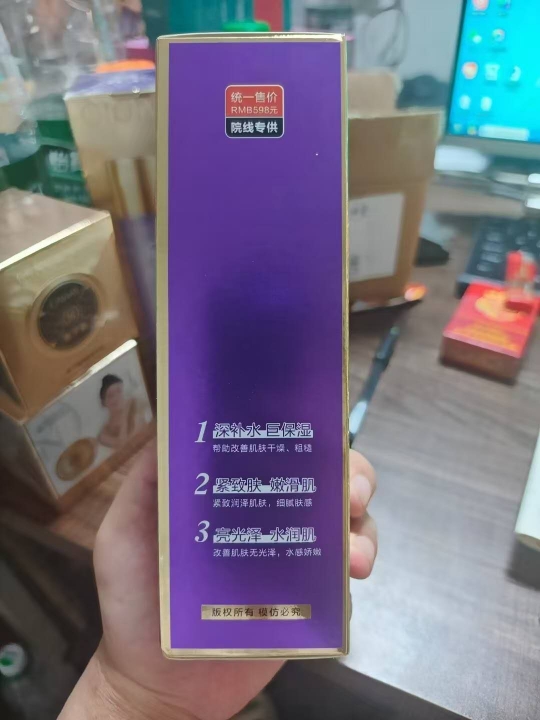 统一售价
RMB598元
院线专供
1 深补水 巨保湿
帮助改善肌肤干燥、粗糙
2 紧致肤 嫩滑肌
紧致润泽肌肤，细腻肤感
3 亮光泽 水润肌
改善肌肤无光泽，水感娇嫩
版权所有 模仿必究